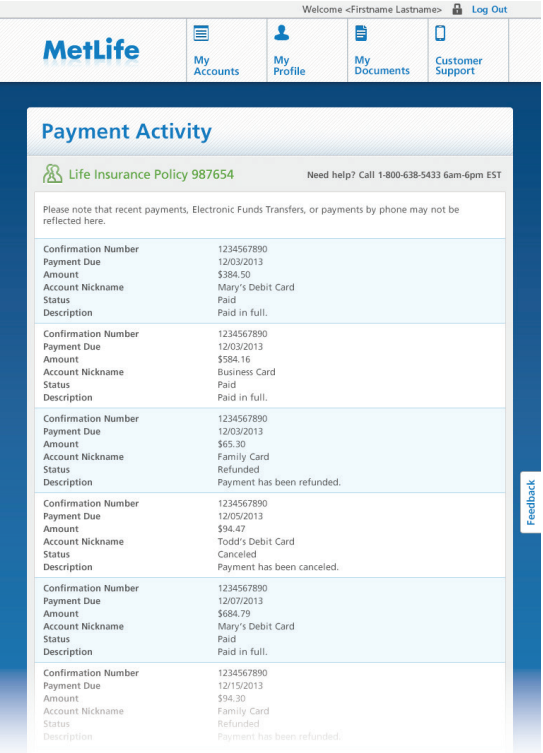 Welcome <Firstname Lastname> Log Out
MetLife
My Accounts
My Profile
My Documents
Customer Support
Payment Activity
Life Insurance Policy 987654 Need help? Call 1-800-638-5433 6am-6pm EST
Please note that recent payments, Electronic Funds Transfers, or payments by phone may not be
reflected here.
Confirmation Number 1234567890
Payment Due 12/03/2013
Amount $384.50
Account Nickname Mary's Debit Card
Status Paid
Description Paid in full.
Confirmation Number 1234567890
Payment Due 12/03/2013
Amount $584.16
Account Nickname Business Card
Status Paid
Description Paid in full.
Confirmation Number 1234567890
Payment Due 12/03/2013
Amount $65.30
Account Nickname Family Card
Status Refunded
Description Payment has been refunded.
Confirmation Number 1234567890
Payment Due 12/05/2013
Amount $94.47
Account Nickname Todd's Debit Card
Status Canceled
Description Payment has been canceled.
Confirmation Number 1234567890
Payment Due 12/07/2013
Amount $684.79
Account Nickname Mary's Debit Card
Status Paid
Description Paid in full.
Confirmation Number 1234567890
Payment Due 12/15/2013
Amount $94.30
Account Nickname Family Card
Status Refunded
Description Payment has been refunded.
Feedback